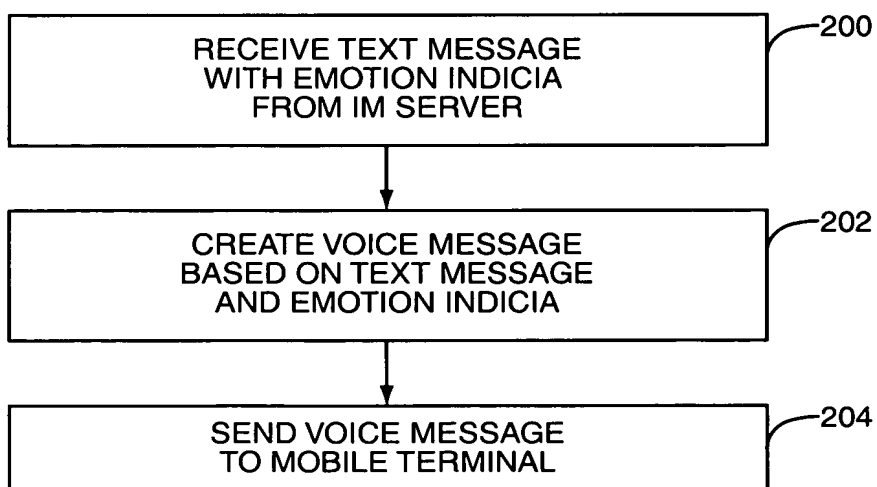 200
RECEIVE TEXT MESSAGE
WITH EMOTION INDICIA
FROM IM SERVER
202
CREATE VOICE MESSAGE
BASED ON TEXT MESSAGE
AND EMOTION INDICIA
204
SEND VOICE MESSAGE
TO MOBILE TERMINAL